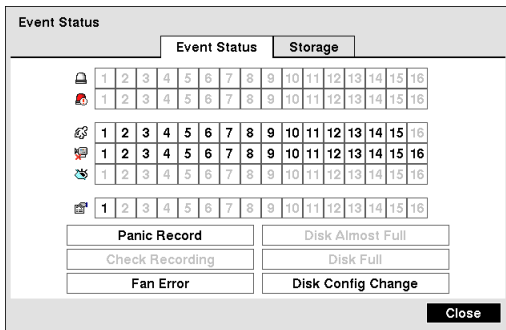 Event Status
Event Status Storage
1 2 3 4 5 6 7 8 9 10 11 12 13 14 15 16
1 2 3 4 5 6 7 8 9 10 11 12 13 14 15 16
1 2 3 4 5 6 7 8 9 10 11 12 13 14 15 16
1 2 3 4 5 6 7 8 9 10 11 12 13 14 15 16
1 2 3 4 5 6 7 8 9 10 11 12 13 14 15 16
1 2 3 4 5 6 7 8 9 10 11 12 13 14 15 16
Panic Record Disk Almost Full
Check Recording Disk Full
Fan Error Disk Config Change
Close